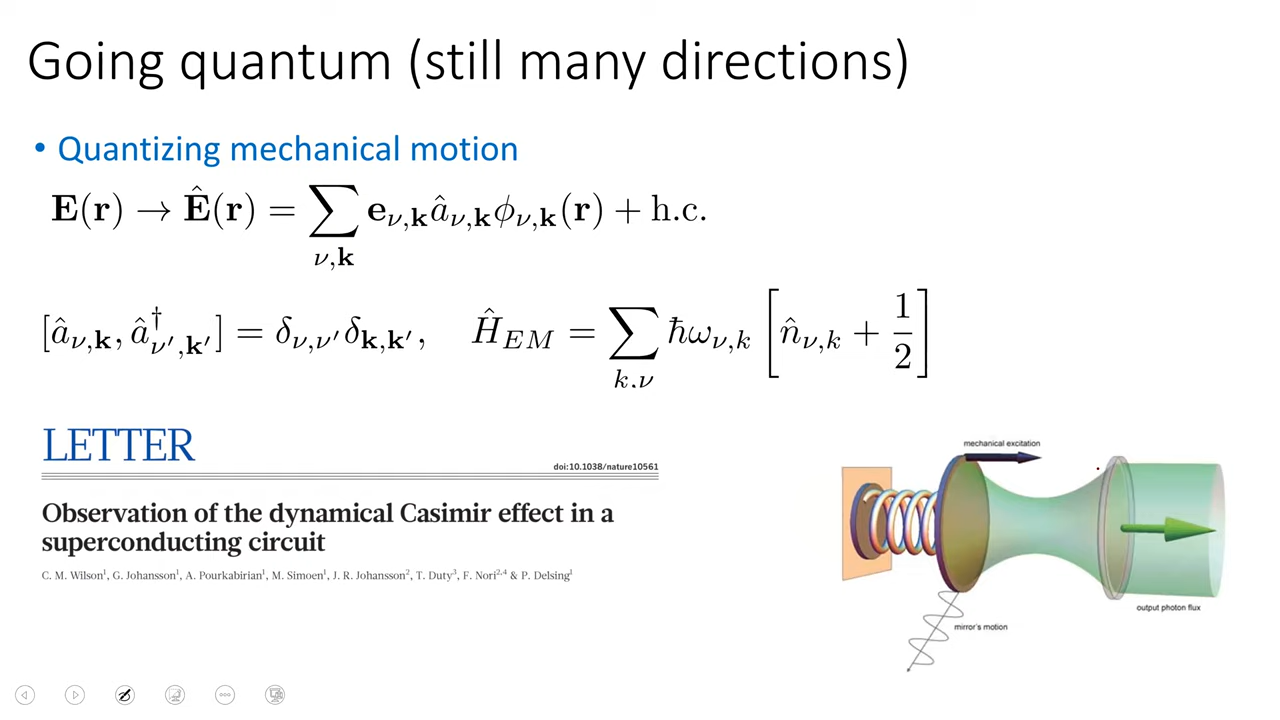 Going quantum (still many directions)
• Quantizing mechanical motion
E(r) → Ê(r) = ∑_{ν,k} e_{ν,k} â_{ν,k} ϕ_{ν,k}(r) + h.c.
[â_{ν,k}, â†_{ν′,k′}] = δ_{ν,ν′} δ_{k,k′}, Ĥ_{EM} = ∑_{k,ν} ħω_{ν,k} [n̂_{ν,k} + 1/2]
LETTER
doi:10.1038/nature10561
Observation of the dynamical Casimir effect in a
superconducting circuit
C. M. Wilson¹, G. Johansson¹, A. Pourkabirian¹, M. Simoen¹, J. R. Johansson², T. Duty³, F. Nori²,⁴ & P. Delsing¹
mechanical excitation
output photon flux
mirror's motion